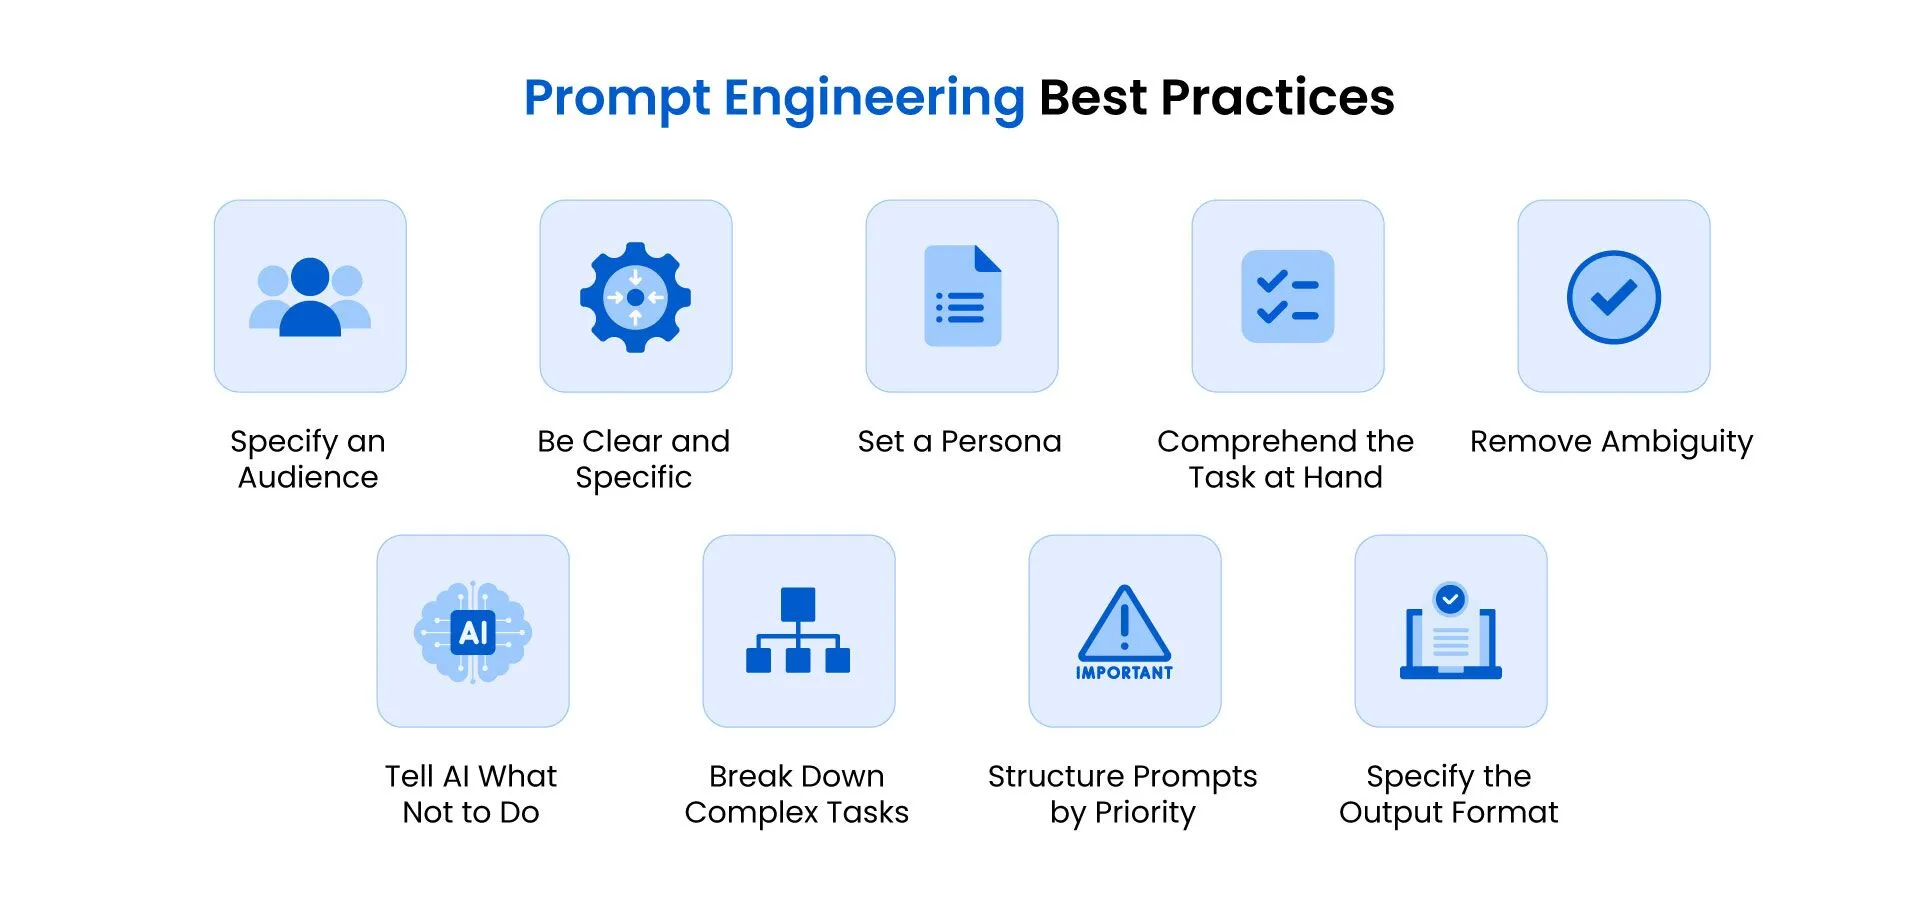 Prompt Engineering Best Practices
Specify an
Audience
Be Clear and
Specific
Set a Persona
Comprehend the
Task at Hand
Remove Ambiguity
AI
Tell AI What
Not to Do
Break Down
Complex Tasks
IMPORTANT
Structure Prompts
by Priority
Specify the
Output Format